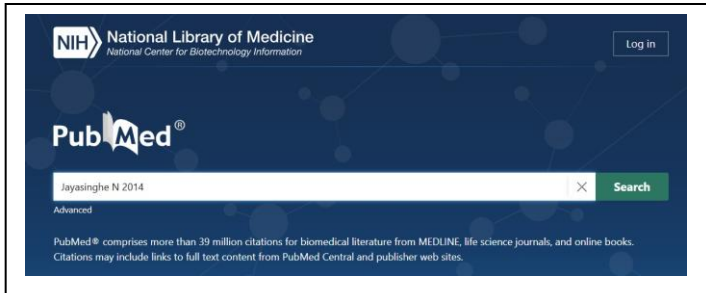 NIH National Library of Medicine
National Center for Biotechnology Information
Log in
PubMed®
Jayasinghe N 2014
Search
Advanced
PubMed® comprises more than 39 million citations for biomedical literature from MEDLINE, life science journals, and online books.
Citations may include links to full text content from PubMed Central and publisher web sites.